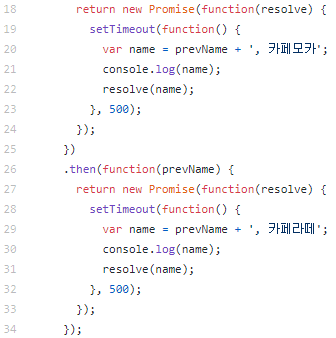 18 return new Promise(function(resolve) {
19 setTimeout(function() {
20 var name = prevName + ', 카페모카';
21 console.log(name);
22 resolve(name);
23 }, 500);
24 });
25 })
26 .then(function(prevName) {
27 return new Promise(function(resolve) {
28 setTimeout(function() {
29 var name = prevName + ', 카페라떼';
30 console.log(name);
31 resolve(name);
32 }, 500);
33 });
34 });